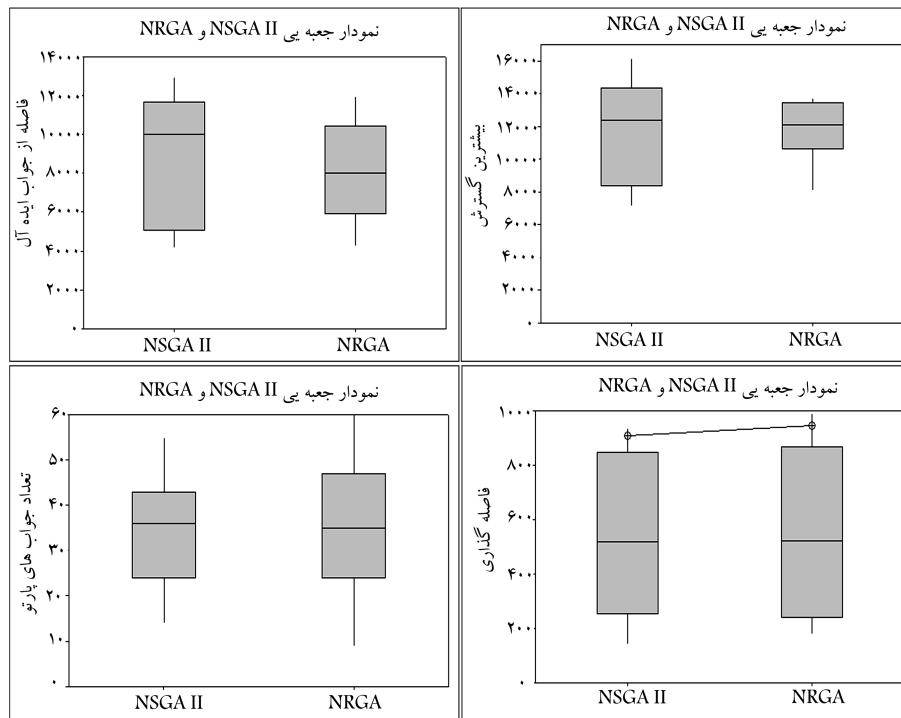 نمودار جعبه یی NSGA II و NRGA
فاصله از جواب ایده آل
۱۴۰۰۰
۱۲۰۰۰
۱۰۰۰۰
۸۰۰۰
۶۰۰۰
۴۰۰۰
۲۰۰۰
۰
NSGA II
NRGA
نمودار جعبه یی NSGA II و NRGA
بیشترین گسترش
۱۶۰۰۰
۱۴۰۰۰
۱۲۰۰۰
۱۰۰۰۰
۸۰۰۰
۶۰۰۰
۴۰۰۰
۲۰۰۰
۰
NSGA II
NRGA
نمودار جعبه یی NSGA II و NRGA
تعداد جواب های پارتو
۶۰
۵۰
۴۰
۳۰
۲۰
۱۰
۰
NSGA II
NRGA
نمودار جعبه یی NSGA II و NRGA
فاصله گذاری
۱۰۰۰
۸۰۰
۶۰۰
۴۰۰
۲۰۰
۰
NSGA II
NRGA